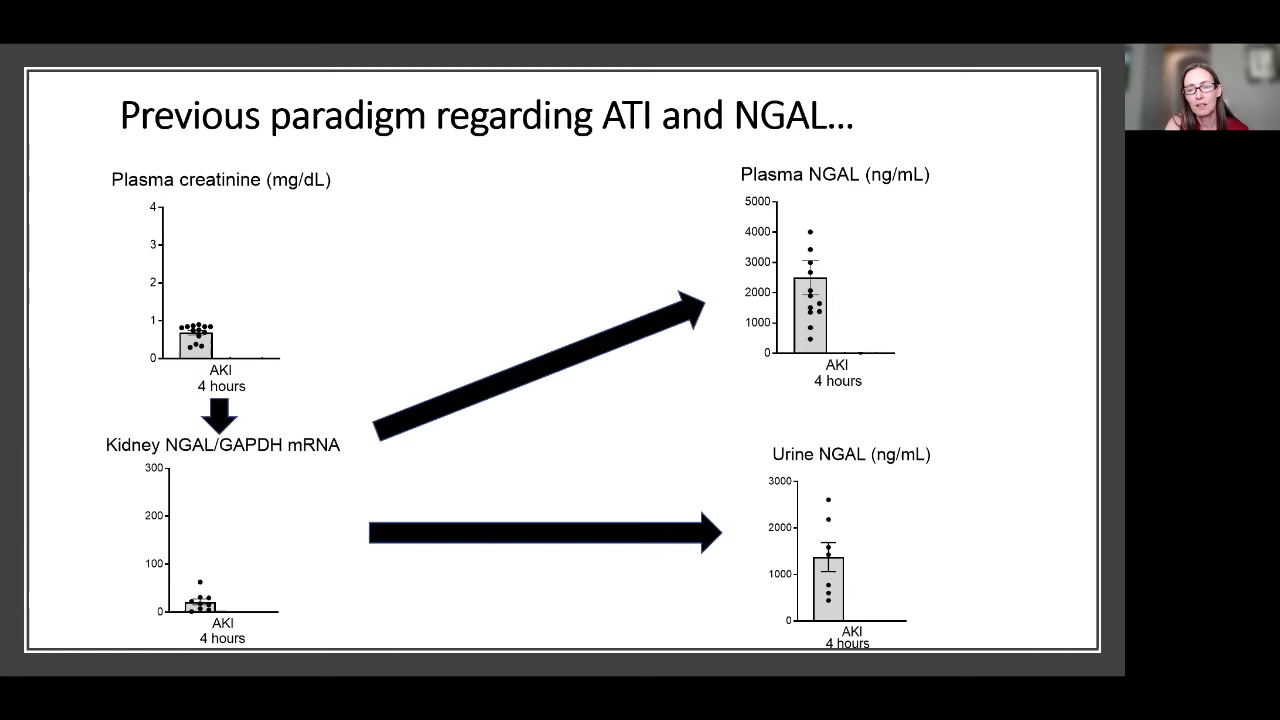 Previous paradigm regarding ATI and NGAL...
Plasma creatinine (mg/dL)
4
3
2
1
0
AKI
4 hours
Kidney NGAL/GAPDH mRNA
300
200
100
0
AKI
4 hours
Plasma NGAL (ng/mL)
5000
4000
3000
2000
1000
0
AKI
4 hours
Urine NGAL (ng/mL)
3000
2000
1000
0
AKI
4 hours